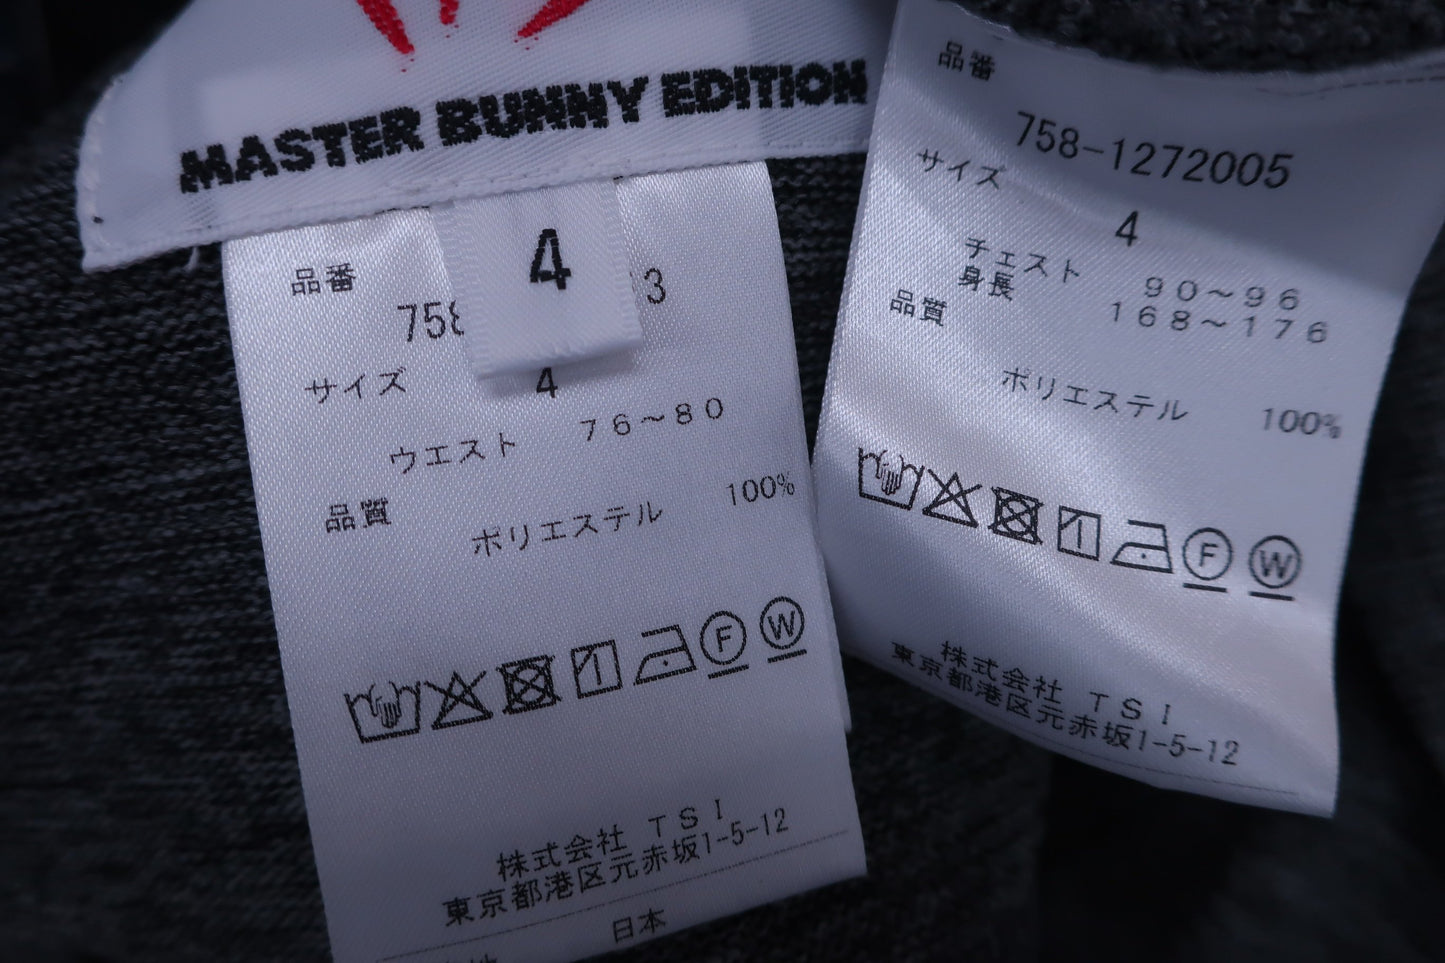 MASTER BUNNY EDITION
4
品番
758
3
サイズ
4
ウエスト 76～80
品質
ポリエステル 100%
F W
株式会社 TSI
東京都港区元赤坂1-5-12
日本
品番
758-1272005
サイズ
4
チェスト 90～96
身長 168～176
品質
ポリエステル 100%
F W
株式会社 TSI
東京都港区元赤坂1-5-12